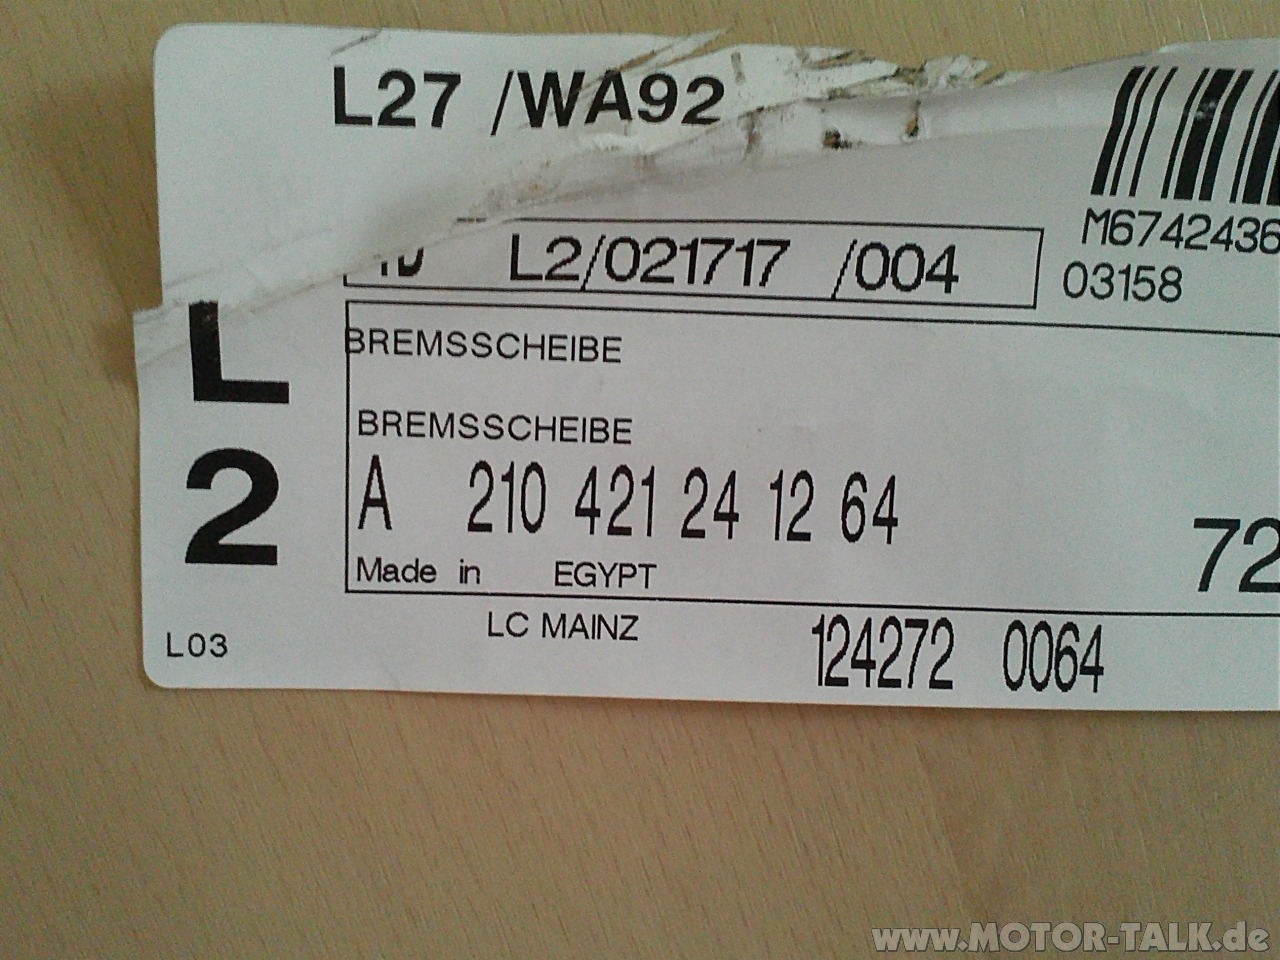 L27 /WA92
L2/021717 /004
M6742436
03158
L
2
BREMSSCHEIBE
BREMSSCHEIBE
A 210 421 24 12 64
72
Made in EGYPT
LC MAINZ
124272 0064
L03
www.MOTOR-TALK.de